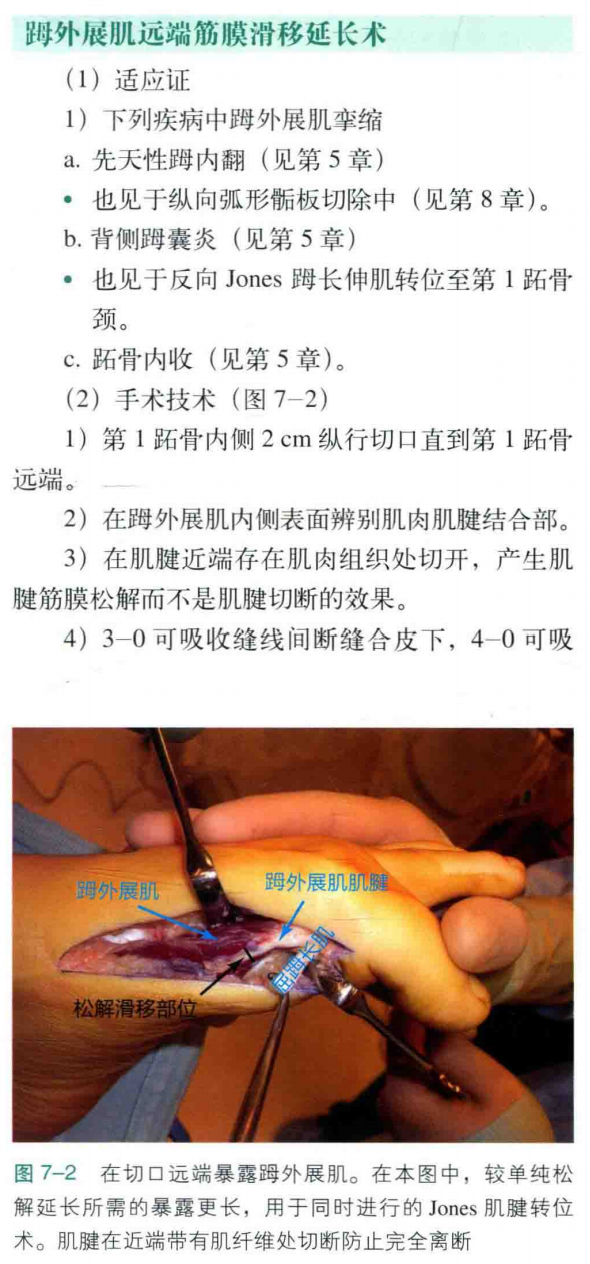 踇外展肌远端筋膜滑移延长术
(1) 适应证
1) 下列疾病中踇外展肌挛缩
a. 先天性踇内翻（见第 5 章）
• 也见于纵向弧形骺板切除中（见第 8 章）。
b. 背侧踇囊炎（见第 5 章）
• 也见于反向 Jones 踇长伸肌转位至第 1 跖骨
颈。
c. 跖骨内收（见第 5 章）。
(2) 手术技术（图 7-2）
1) 第 1 跖骨内侧 2 cm 纵行切口直到第 1 跖骨
远端。
2) 在踇外展肌内侧表面辨别肌肉肌腱结合部。
3) 在肌腱近端存在肌肉组织处切开，产生肌
腱筋膜松解而不是肌腱切断的效果。
4) 3-0 可吸收缝线间断缝合皮下，4-0 可吸
踇外展肌
踇外展肌肌腱
屈踇长肌
松解滑移部位
图 7-2 在切口远端暴露踇外展肌。在本图中，较单纯松
解延长所需的暴露更长，用于同时进行的 Jones 肌腱转位
术。肌腱在近端带有肌纤维处切断防止完全离断